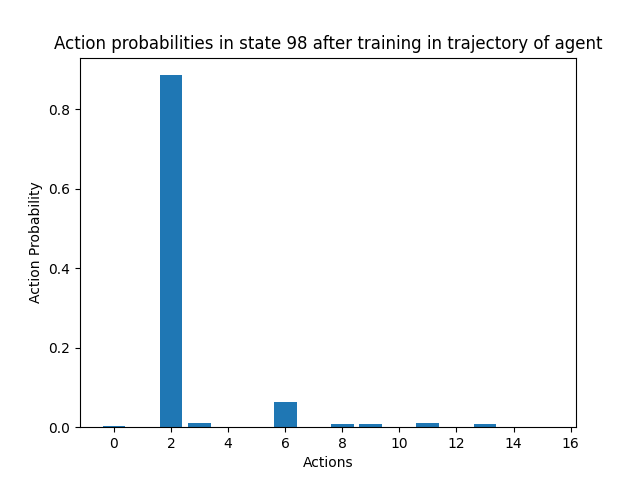 Action probabilities in state 98 after training in trajectory of agent
Action Probability
0.8
0.6
0.4
0.2
0.0
0 2 4 6 8 10 12 14 16
Actions